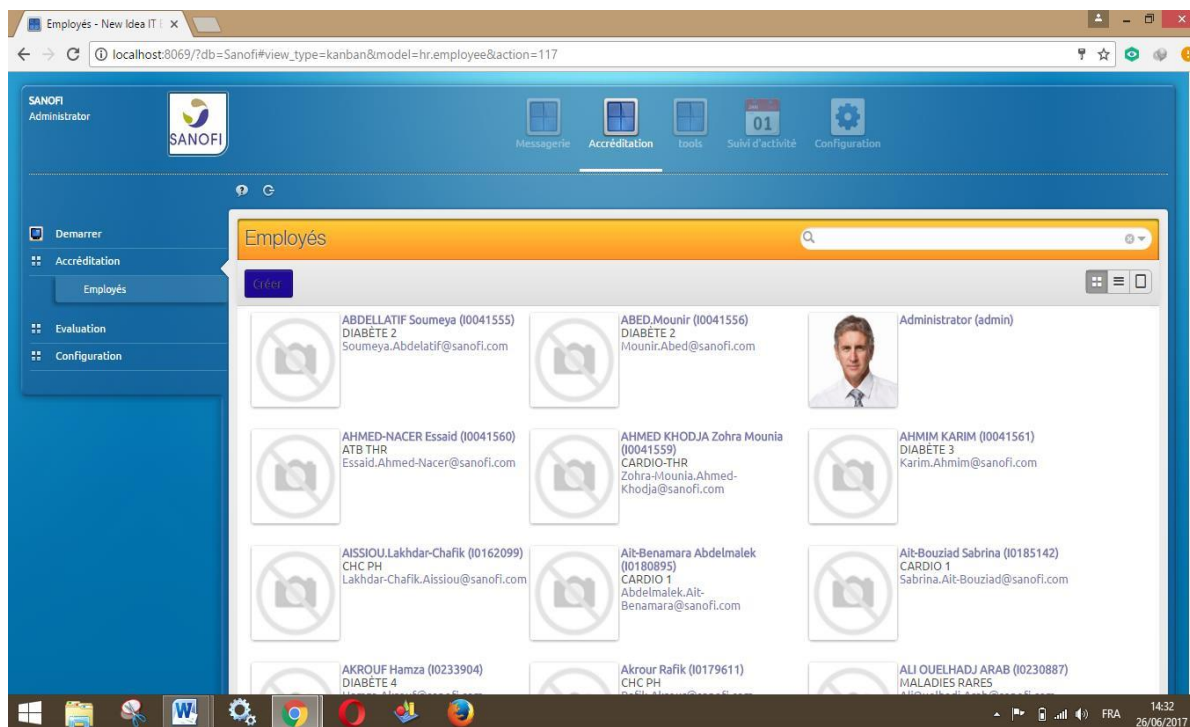 Employés - New Idea IT
localhost:8069/?db=Sanofi#view_type=kanban&model=hr.employee&action=117
SANOFI
Administrator
SANOFI
01
Messagerie Accréditation tools Suivi d'activité Configuration
Demarrer
Accréditation
Employés
Evaluation
Configuration
Employés
Créer
ABDELLATIF Soumeya (I0041555)
DIABÈTE 2
Soumeya.Abdelatif@sanofi.com
ABED.Mounir (I0041556)
DIABÈTE 2
Mounir.Abed@sanofi.com
Administrator (admin)
AHMED-NACER Essaid (I0041560)
ATB THR
Essaid.Ahmed-Nacer@sanofi.com
AHMED KHODJA Zohra Mounia
(I0041559)
CARDIO-THR
Zohra-Mounia.Ahmed-
Khodja@sanofi.com
AHMIM KARIM (I0041561)
DIABÈTE 3
Karim.Ahmim@sanofi.com
AISSIOU.Lakhdar-Chafik (I0162099)
CHC PH
Lakhdar-Chafik.Aissiou@sanofi.com
Ait-Benamara Abdelmalek
(I0180895)
CARDIO 1
Abdelmalek.Ait-
Benamara@sanofi.com
Ait-Bouziad Sabrina (I0185142)
CARDIO 1
Sabrina.Ait-Bouziad@sanofi.com
AKROUF Hamza (I0233904)
DIABÈTE 4
Akrour Rafik (I0179611)
CHC PH
ALI OUELHADJ ARAB (I0230887)
MALADIES RARES
FRA
14:32
26/06/2017